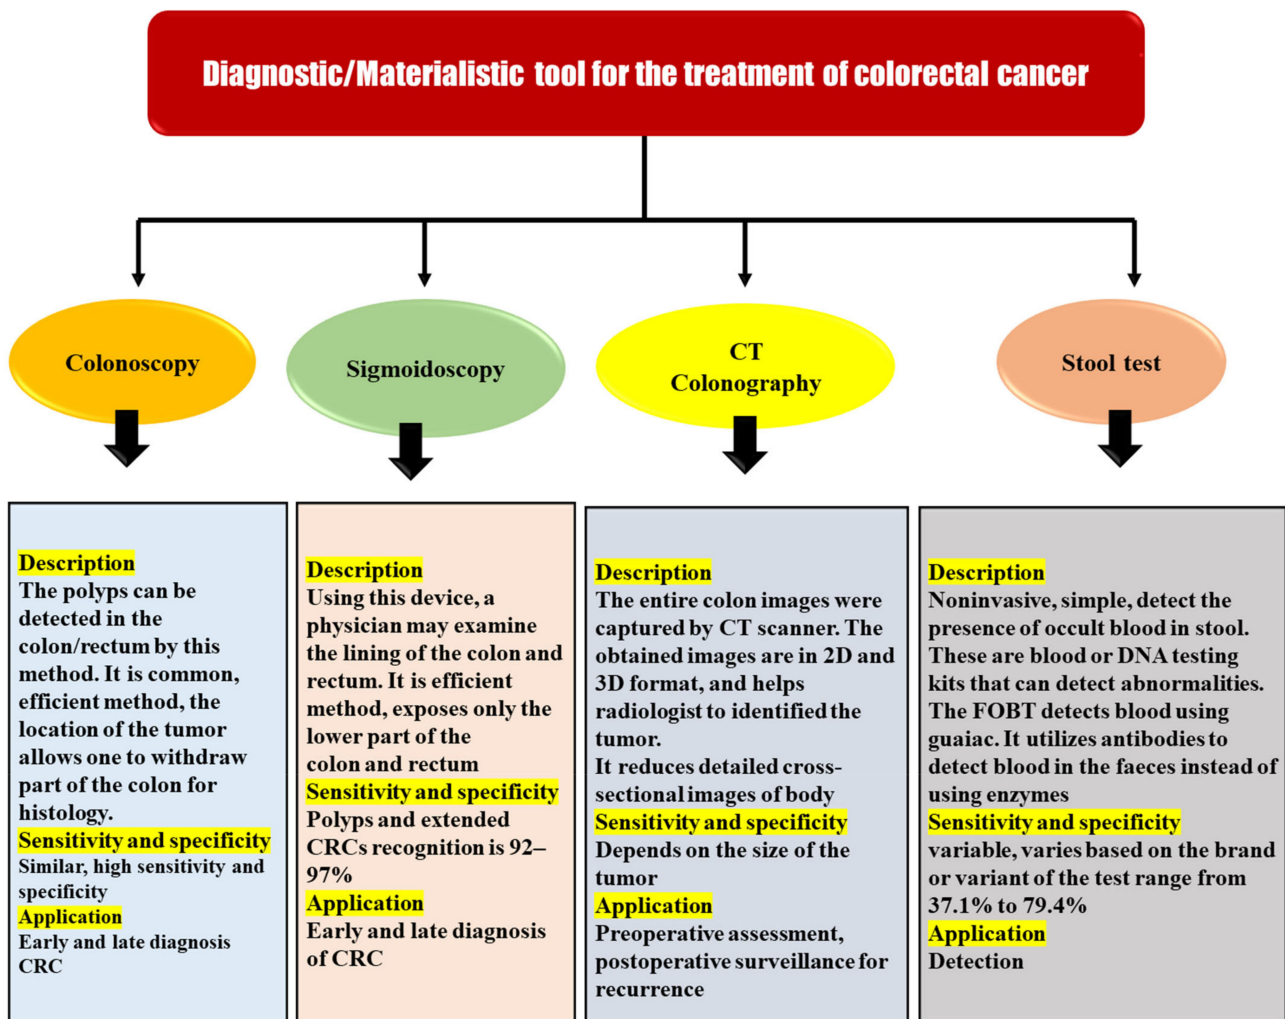 Diagnostic/Materialistic tool for the treatment of colorectal cancer
Colonoscopy
Sigmoidoscopy
CT
Colonography
Stool test
Description
The polyps can be
detected in the
colon/rectum by this
method. It is common,
efficient method, the
location of the tumor
allows one to withdraw
part of the colon for
histology.
Sensitivity and specificity
Similar, high sensitivity and
specificity
Application
Early and late diagnosis
CRC
Description
Using this device, a
physician may examine
the lining of the colon and
rectum. It is efficient
method, exposes only the
lower part of the
colon and rectum
Sensitivity and specificity
Polyps and extended
CRCs recognition is 92–
97%
Application
Early and late diagnosis
of CRC
Description
The entire colon images were
captured by CT scanner. The
obtained images are in 2D and
3D format, and helps
radiologist to identified the
tumor.
It reduces detailed cross-
sectional images of body
Sensitivity and specificity
Depends on the size of the
tumor
Application
Preoperative assessment,
postoperative surveillance for
recurrence
Description
Noninvasive, simple, detect the
presence of occult blood in stool.
These are blood or DNA testing
kits that can detect abnormalities.
The FOBT detects blood using
guaiac. It utilizes antibodies to
detect blood in the faeces instead of
using enzymes
Sensitivity and specificity
variable, varies based on the brand
or variant of the test range from
37.1% to 79.4%
Application
Detection